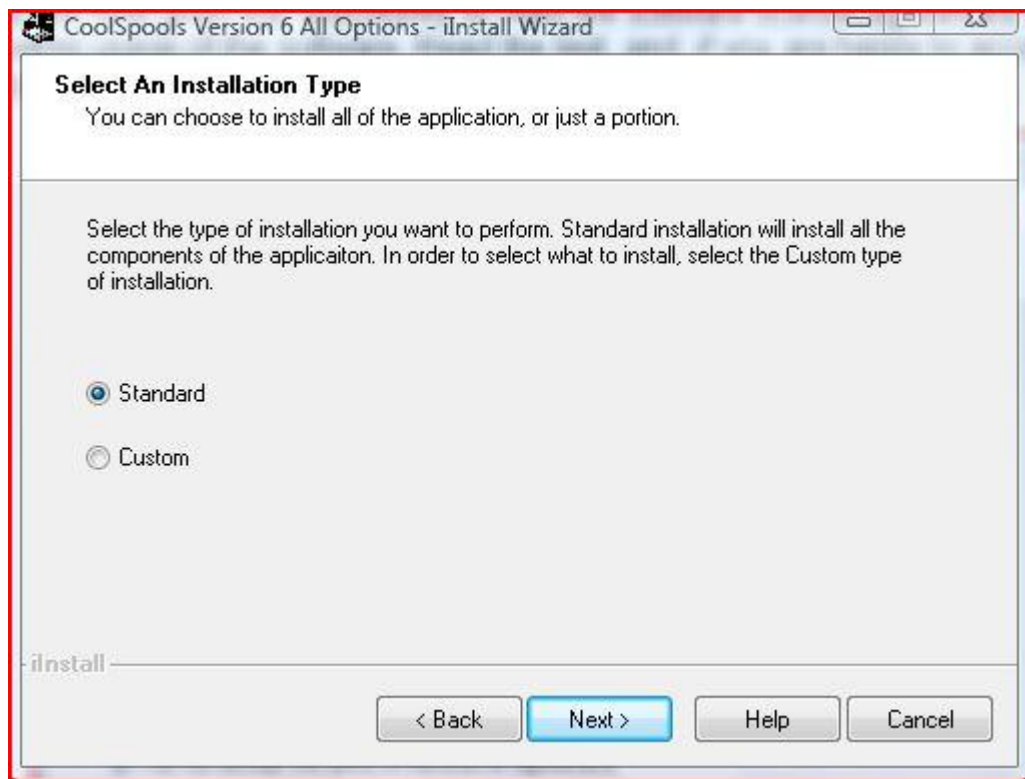 CoolSpools Version 6 All Options - iInstall Wizard
Select An Installation Type
You can choose to install all of the application, or just a portion.
Select the type of installation you want to perform. Standard installation will install all the
components of the applicaiton. In order to select what to install, select the Custom type
of installation.
Standard
Custom
iInstall
< Back
Next >
Help
Cancel